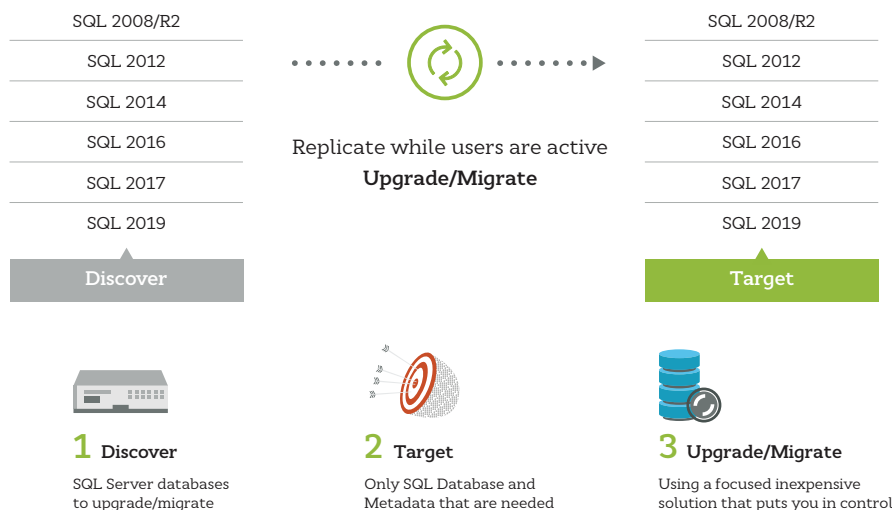 SQL 2008/R2
SQL 2012
SQL 2014
SQL 2016
SQL 2017
SQL 2019
Discover
Replicate while users are active
Upgrade/Migrate
SQL 2008/R2
SQL 2012
SQL 2014
SQL 2016
SQL 2017
SQL 2019
Target
1 Discover
SQL Server databases
to upgrade/migrate
2 Target
Only SQL Database and
Metadata that are needed
3 Upgrade/Migrate
Using a focused inexpensive
solution that puts you in control